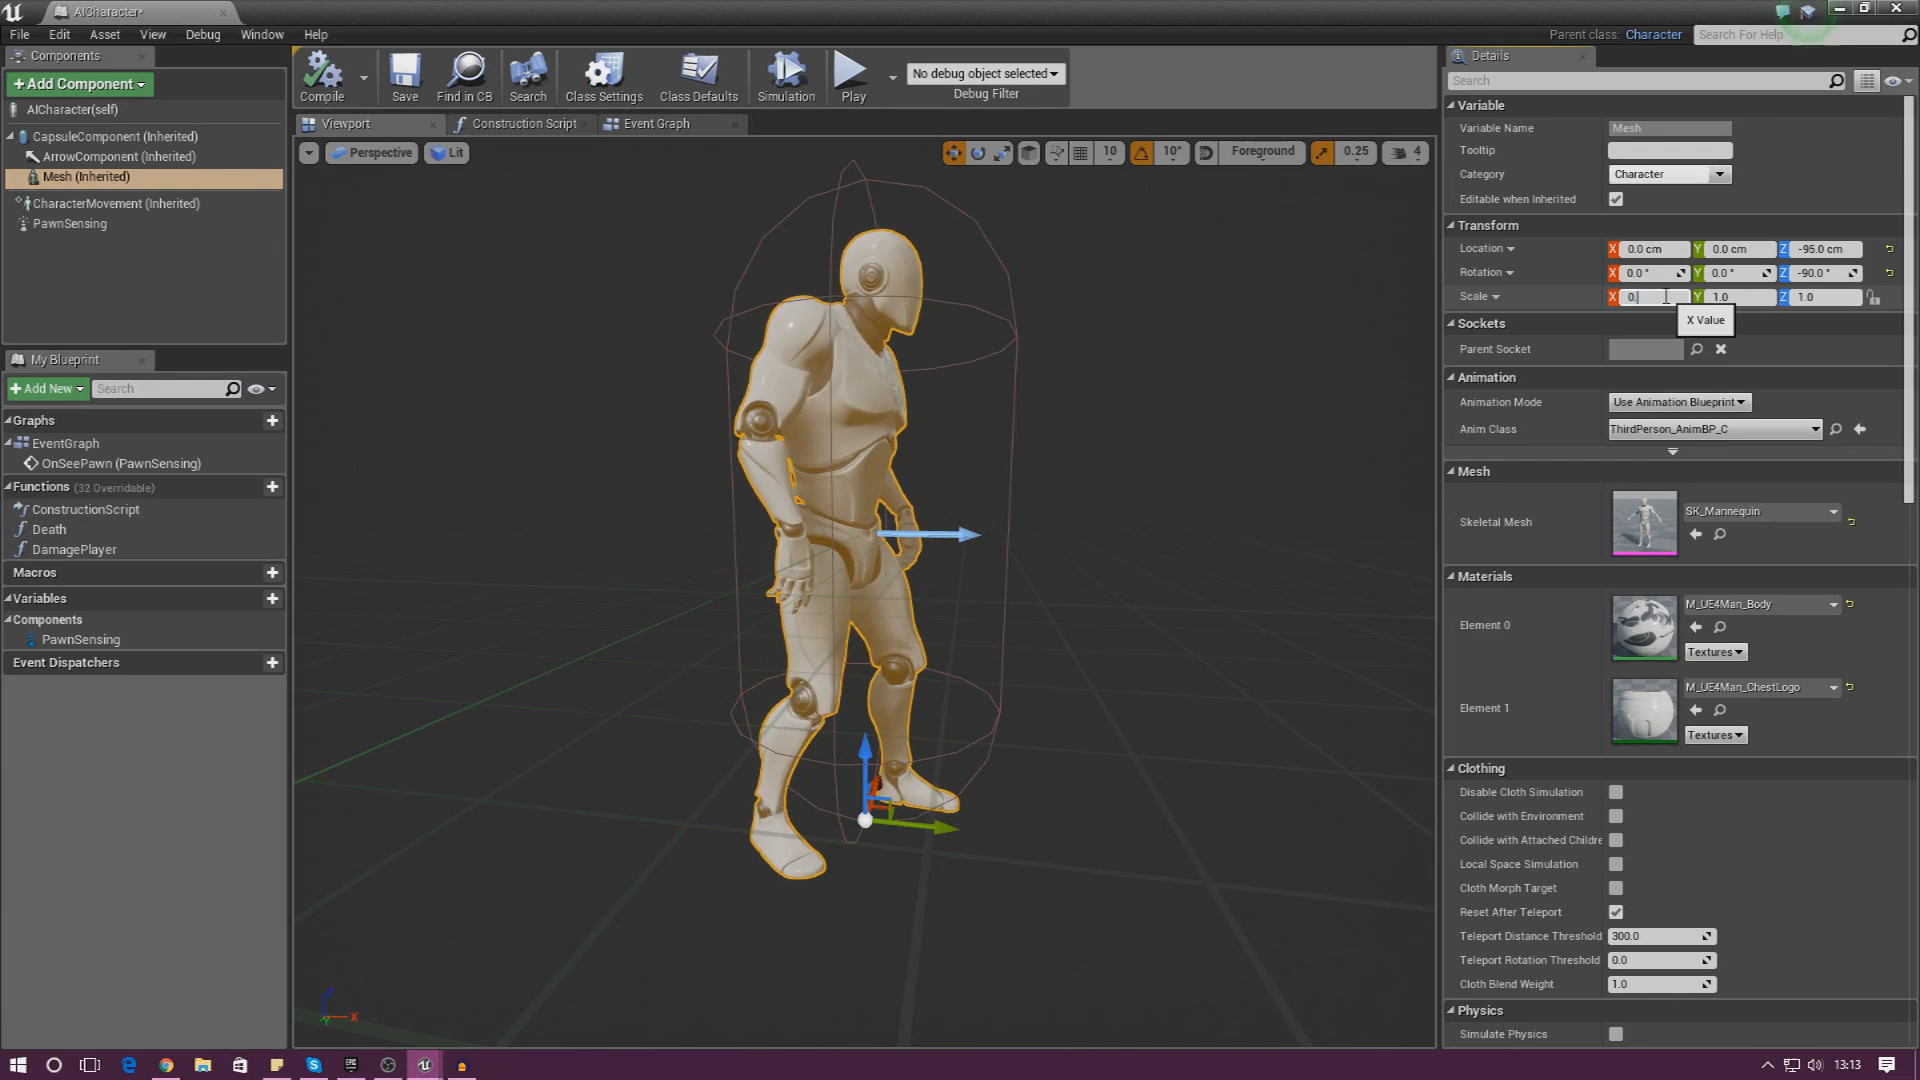 AICharacter*
File Edit Asset View Debug Window Help
Parent class: Character
Search For Help
Components
+Add Component
AICharacter(self)
CapsuleComponent (Inherited)
ArrowComponent (Inherited)
Mesh (Inherited)
CharacterMovement (Inherited)
PawnSensing
My Blueprint
+Add New
Search
Graphs
EventGraph
OnSeePawn (PawnSensing)
Functions (32 Overridable)
ConstructionScript
Death
DamagePlayer
Macros
Variables
Components
PawnSensing
Event Dispatchers
Compile
Save
Find in CB
Search
Class Settings
Class Defaults
Simulation
Play
No debug object selected
Debug Filter
Viewport
Construction Script
Event Graph
Perspective
Lit
10
10°
Foreground
0.25
4
X
Y
Z
Details
Search
Variable
Variable Name Mesh
Tooltip
Category Character
Editable when Inherited
Transform
Location X 0.0 cm Y 0.0 cm Z -95.0 cm
Rotation X 0.0 ° Y 0.0 ° Z -90.0 °
Scale X 0. Y 1.0 Z 1.0
X Value
Sockets
Parent Socket
Animation
Animation Mode Use Animation Blueprint
Anim Class ThirdPerson_AnimBP_C
Mesh
Skeletal Mesh SK_Mannequin
Materials
Element 0 M_UE4Man_Body
Textures
Element 1 M_UE4Man_ChestLogo
Textures
Clothing
Disable Cloth Simulation
Collide with Environment
Collide with Attached Childre
Local Space Simulation
Cloth Morph Target
Reset After Teleport
Teleport Distance Threshold 300.0
Teleport Rotation Threshold 0.0
Cloth Blend Weight 1.0
Physics
Simulate Physics
13:13